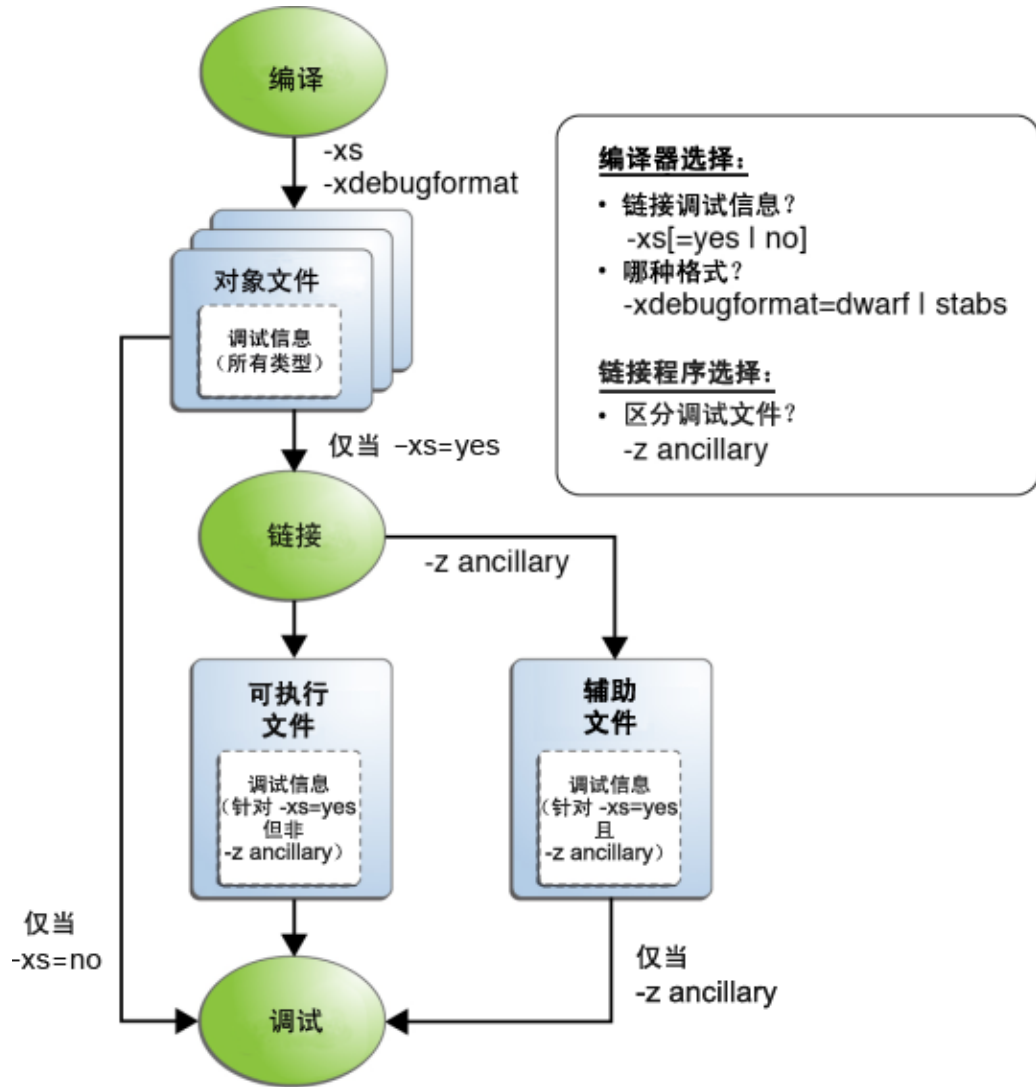 编译
-xs
-xdebugformat
编译器选择：
• 链接调试信息？
-xs[=yes | no]
• 哪种格式？
-xdebugformat=dwarf | stabs
链接程序选择：
• 区分调试文件？
-z ancillary
对象文件
调试信息
（所有类型）
仅当 -xs=yes
链接
-z ancillary
可执行
文件
调试信息
（针对 -xs=yes
但非
-z ancillary）
辅助
文件
调试信息
（针对 -xs=yes
且
-z ancillary）
仅当
-xs=no
仅当
-z ancillary
调试